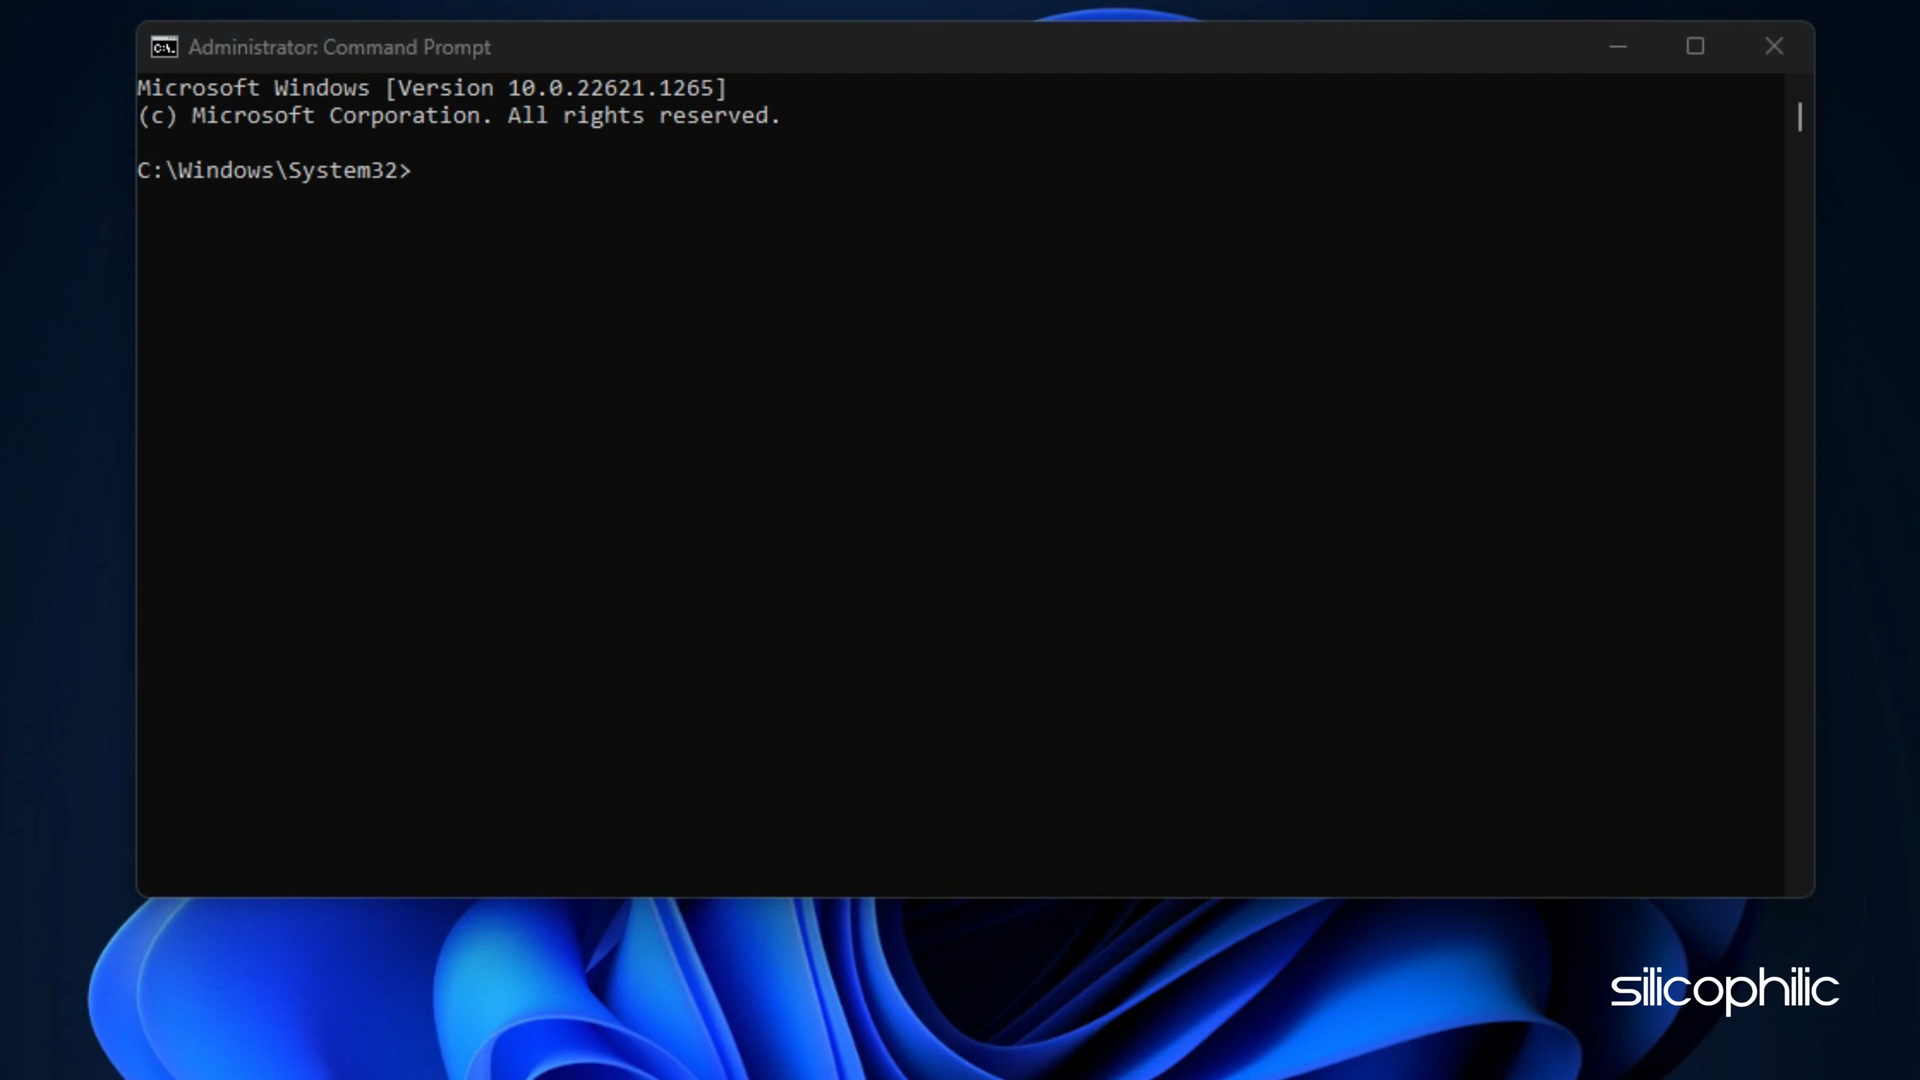 Administrator: Command Prompt
Microsoft Windows [Version 10.0.22621.1265]
(c) Microsoft Corporation. All rights reserved.
C:\Windows\System32>
silicophilic